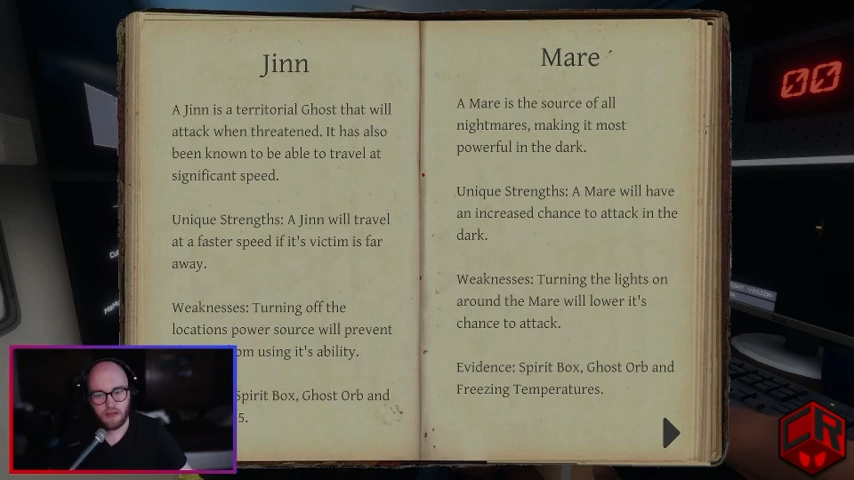 Jinn
A Jinn is a territorial Ghost that will
attack when threatened. It has also
been known to be able to travel at
significant speed.
Unique Strengths: A Jinn will travel
at a faster speed if it's victim is far
away.
Weaknesses: Turning off the
locations power source will prevent
from using it's ability.
Spirit Box, Ghost Orb and
5.
Mare
A Mare is the source of all
nightmares, making it most
powerful in the dark.
Unique Strengths: A Mare will have
an increased chance to attack in the
dark.
Weaknesses: Turning the lights on
around the Mare will lower it's
chance to attack.
Evidence: Spirit Box, Ghost Orb and
Freezing Temperatures.
00
CR